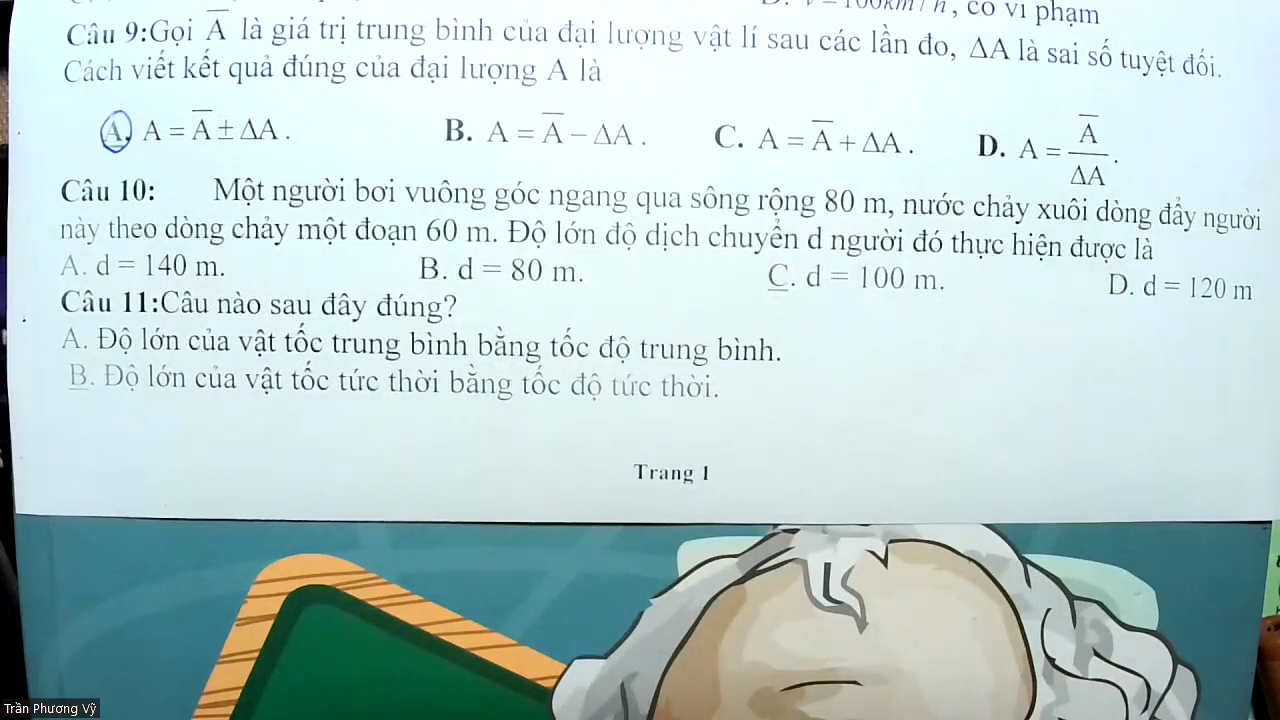 100km / h, có vi phạm
Câu 9:Gọi A̅ là giá trị trung bình của đại lượng vật lí sau các lần đo, ΔA là sai số tuyệt đối.
Cách viết kết quả đúng của đại lượng A là
A. A = A̅ ± ΔA . B. A = A̅ − ΔA . C. A = A̅ + ΔA . D. A = A̅/ΔA .
Câu 10: Một người bơi vuông góc ngang qua sông rộng 80 m, nước chảy xuôi dòng đẩy người
này theo dòng chảy một đoạn 60 m. Độ lớn độ dịch chuyển d người đó thực hiện được là
A. d = 140 m. B. d = 80 m. C. d = 100 m. D. d = 120 m
Câu 11:Câu nào sau đây đúng?
A. Độ lớn của vật tốc trung bình bằng tốc độ trung bình.
B. Độ lớn của vật tốc tức thời bằng tốc độ tức thời.
Trang 1
Trần Phương Vỹ